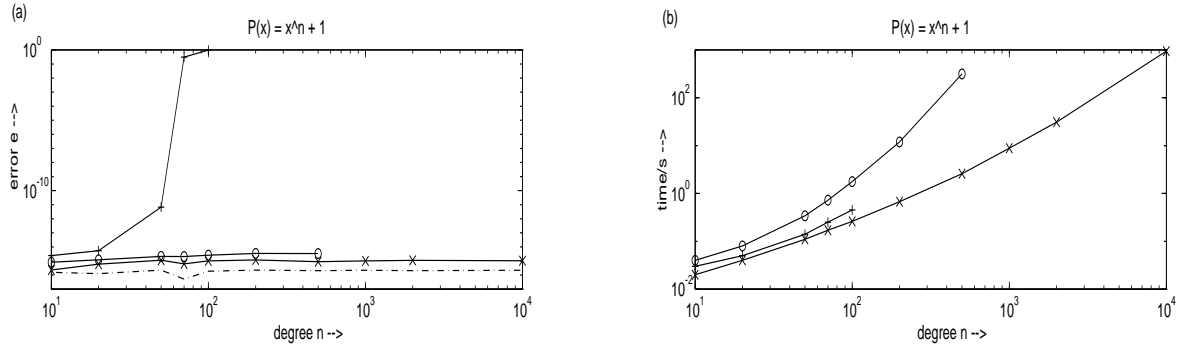 (a)
P(x) = x^n + 1
10^0
10^-10
error e -->
10^1
10^2
10^3
10^4
degree n -->
(b)
P(x) = x^n + 1
10^2
10^0
10^-2
time/s -->
10^1
10^2
10^3
10^4
degree n -->